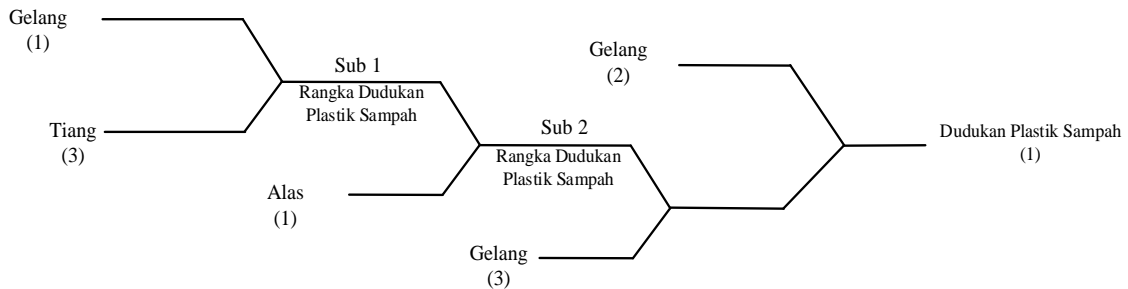 Gelang
(1)
Tiang
(3)
Sub 1
Rangka Dudukan
Plastik Sampah
Alas
(1)
Sub 2
Rangka Dudukan
Plastik Sampah
Gelang
(3)
Gelang
(2)
Dudukan Plastik Sampah
(1)